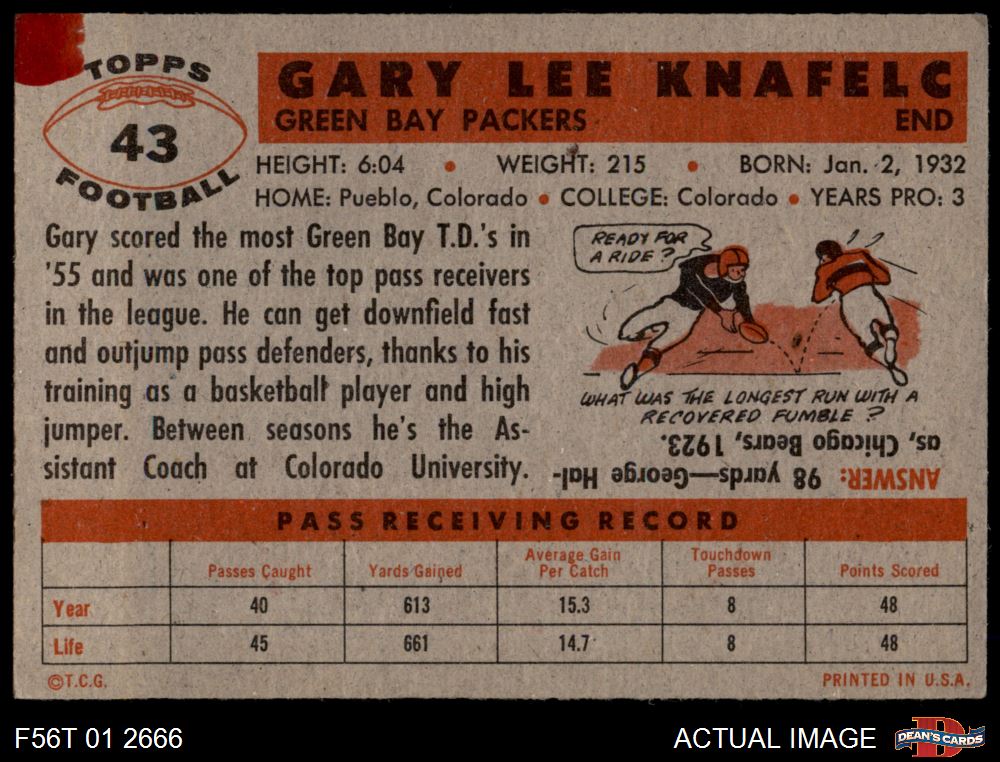 TOPPS
43
FOOTBALL
GARY LEE KNAFELC
GREEN BAY PACKERS END
HEIGHT: 6:04 • WEIGHT: 215 • BORN: Jan. 2, 1932
HOME: Pueblo, Colorado • COLLEGE: Colorado • YEARS PRO: 3
Gary scored the most Green Bay T.D.'s in
'55 and was one of the top pass receivers
in the league. He can get downfield fast
and outjump pass defenders, thanks to his
training as a basketball player and high
jumper. Between seasons he's the As-
sistant Coach at Colorado University.
READY FOR
A RIDE?
WHAT WAS THE LONGEST RUN WITH A
RECOVERED FUMBLE?
ANSWER: 98 yards—George Hal-
as, Chicago Bears, 1923.
PASS RECEIVING RECORD
Passes Caught Yards Gained Average Gain Per Catch Touchdown Passes Points Scored
Year 40 613 15.3 8 48
Life 45 661 14.7 8 48
©T.C.G. PRINTED IN U.S.A.
F56T 01 2666 ACTUAL IMAGE DEAN'S CARDS